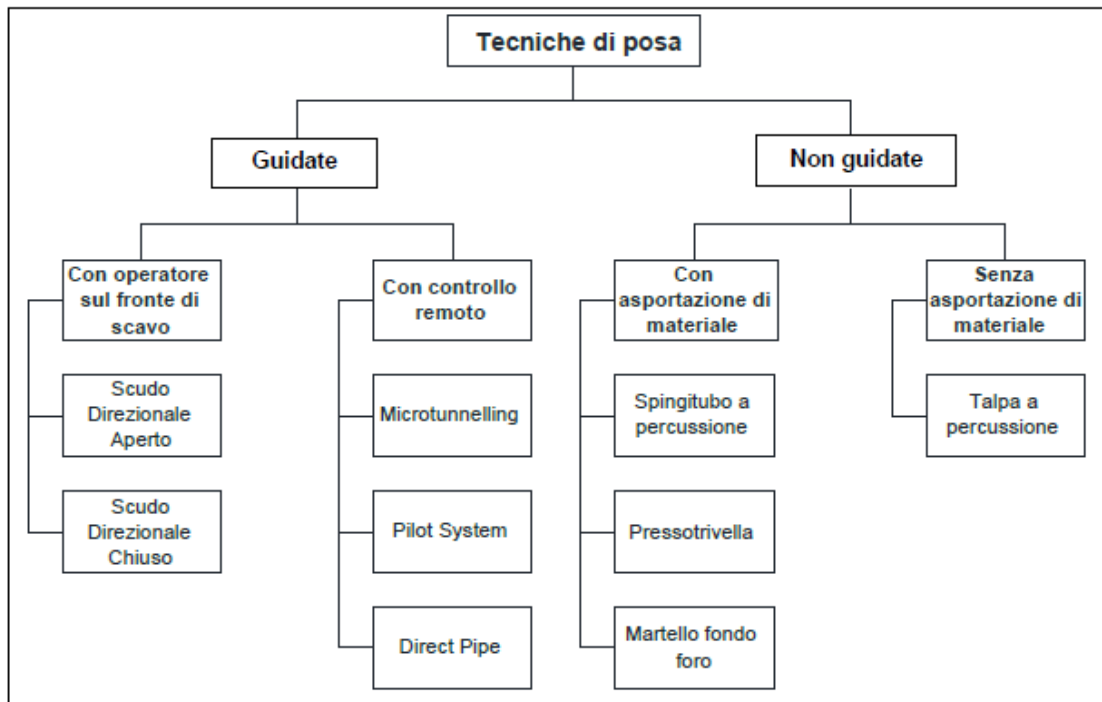 Tecniche di posa
Guidate
Non guidate
Con operatore
sul fronte di
scavo
Con controllo
remoto
Con
asportazione di
materiale
Senza
asportazione di
materiale
Scudo
Direzionale
Aperto
Microtunnelling
Spingitubo a
percussione
Talpa a
percussione
Scudo
Direzionale
Chiuso
Pilot System
Pressotrivella
Direct Pipe
Martello fondo
foro